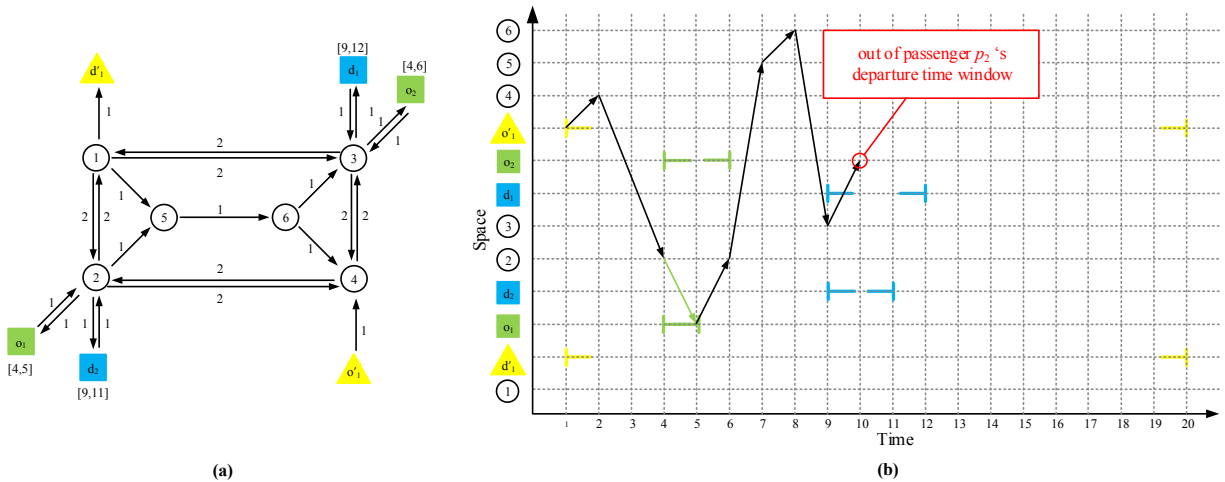 [9,12]
d'₁
d₁
[4,6]
o₂
1
1
1
1
1
1
2
2
3
1
1
2
2
5
1
6
2
2
1
1
2
2
4
1
1
1
1
2
1
o₁
[4,5]
d₂
[9,11]
o'₁
(a)
Space
6
5
4
o'₁
o₂
d₁
3
2
d₂
o₁
d'₁
1
out of passenger p₂ ‘s
departure time window
1 2 3 4 5 6 7 8 9 10 11 12 13 14 15 16 17 18 19 20
Time
(b)